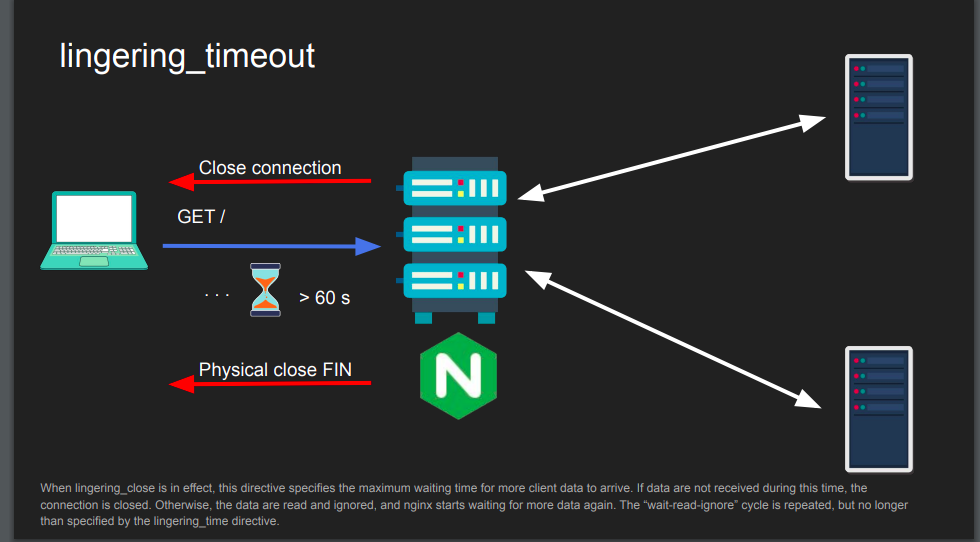 lingering_timeout
Close connection
GET /
. . .
> 60 s
Physical close FIN
N
When lingering_close is in effect, this directive specifies the maximum waiting time for more client data to arrive. If data are not received during this time, the
connection is closed. Otherwise, the data are read and ignored, and nginx starts waiting for more data again. The “wait-read-ignore” cycle is repeated, but no longer
than specified by the lingering_time directive.